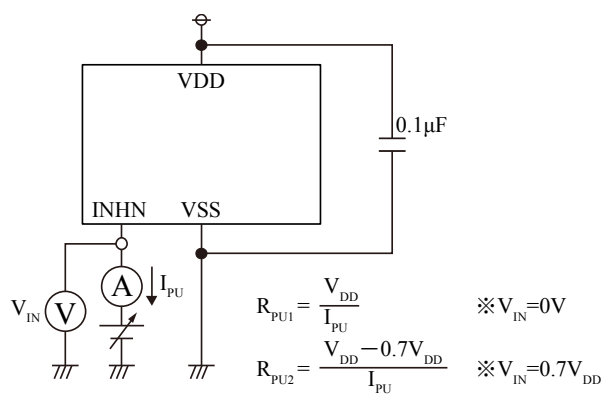 VDD
0.1μF
INHN
VSS
A
I_PU
V_IN
V
R_PU1 = V_DD / I_PU ※V_IN=0V
R_PU2 = V_DD－0.7V_DD / I_PU ※V_IN=0.7V_DD